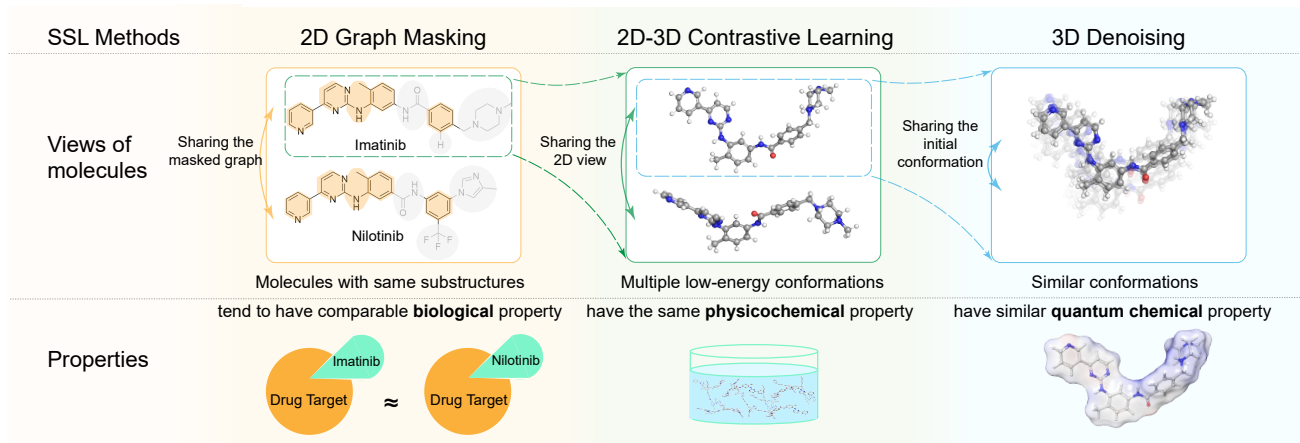 SSL Methods
2D Graph Masking
2D-3D Contrastive Learning
3D Denoising
Views of
molecules
Sharing the
masked graph
N
N
N
N
H
H
N
O
H
N
N
Imatinib
N
N
N
N
H
O
H
N
N
N
F
F
F
Nilotinib
Sharing the
2D view
Sharing the
initial
conformation
Molecules with same substructures
Multiple low-energy conformations
Similar conformations
tend to have comparable biological property
have the same physicochemical property
have similar quantum chemical property
Properties
Imatinib
Drug Target
≈
Nilotinib
Drug Target